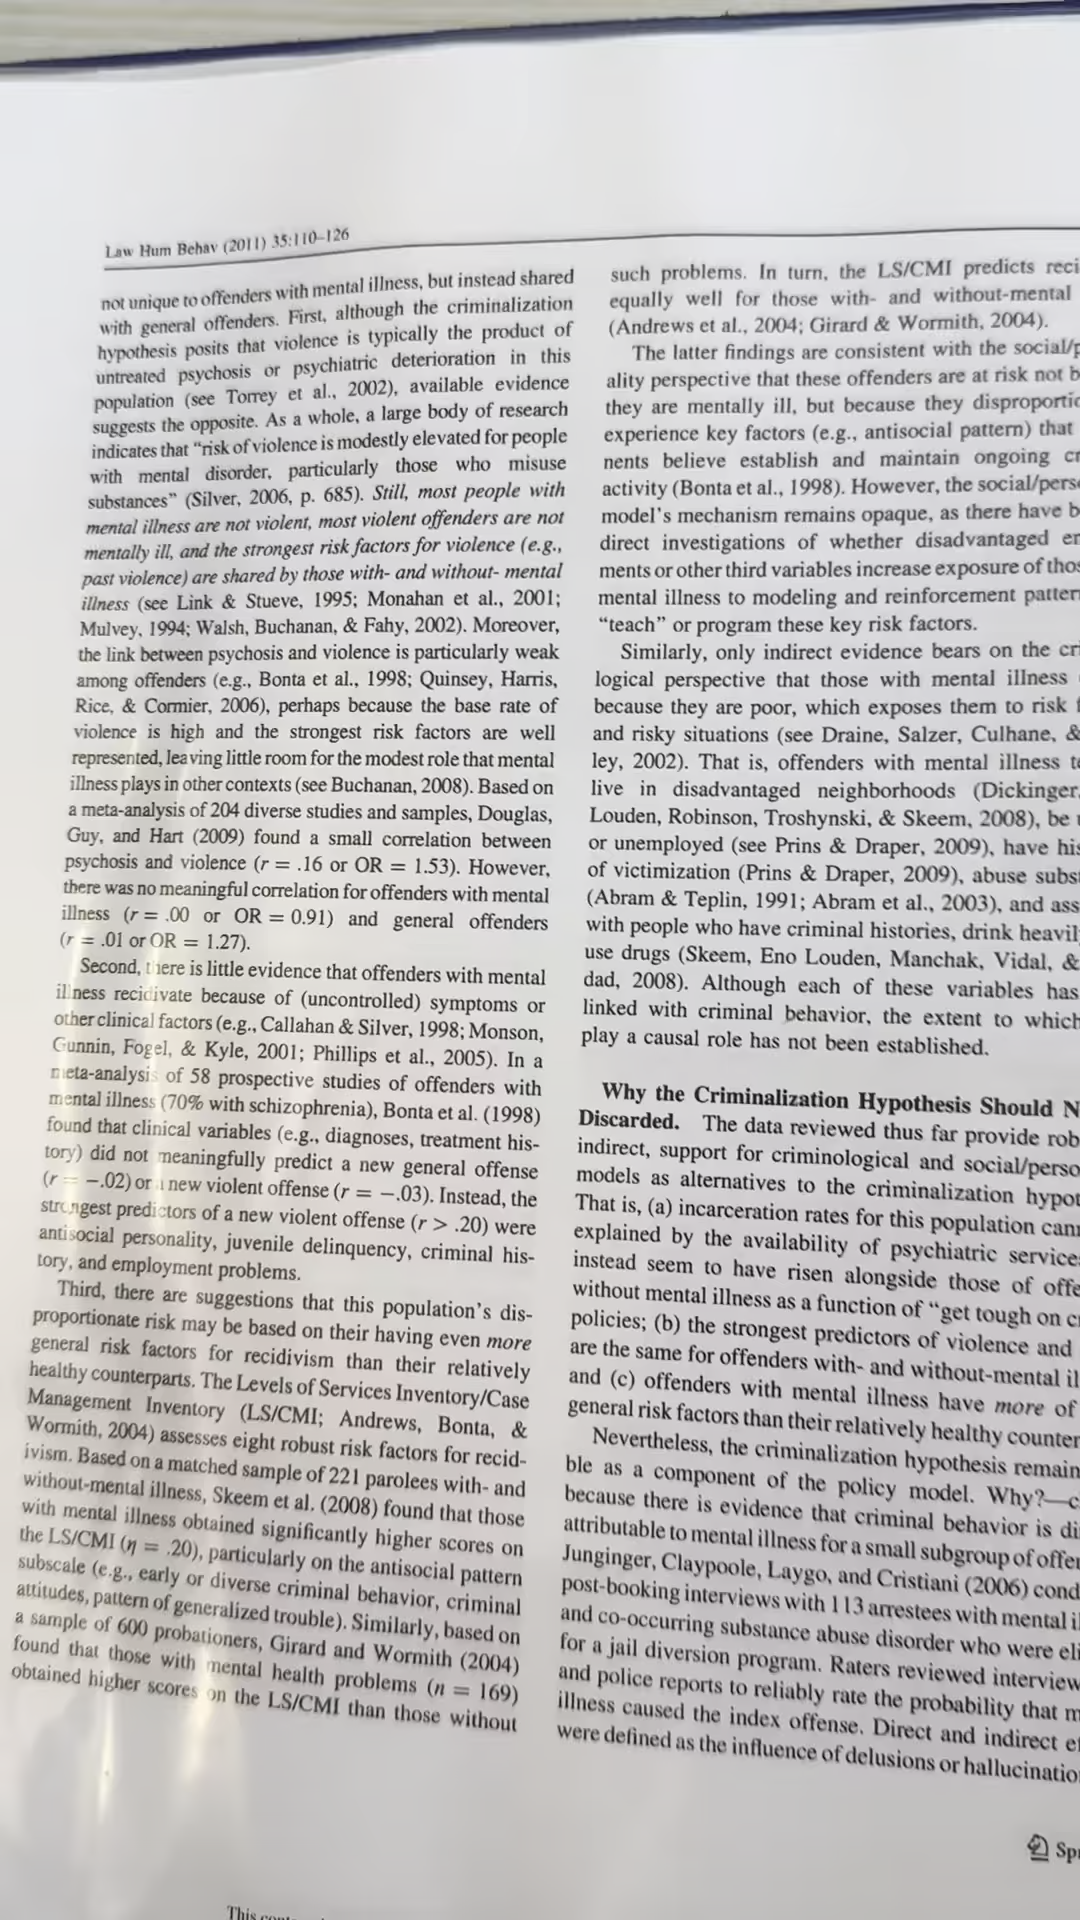 Law Hum Behav (2011) 35:110–126
not unique to offenders with mental illness, but instead shared
with general offenders. First, although the criminalization
hypothesis posits that violence is typically the product of
untreated psychosis or psychiatric deterioration in this
population (see Torrey et al., 2002), available evidence
suggests the opposite. As a whole, a large body of research
indicates that “risk of violence is modestly elevated for people
with mental disorder, particularly those who misuse
substances” (Silver, 2006, p. 685). Still, most people with
mental illness are not violent, most violent offenders are not
mentally ill, and the strongest risk factors for violence (e.g.,
past violence) are shared by those with- and without- mental
illness (see Link & Stueve, 1995; Monahan et al., 2001;
Mulvey, 1994; Walsh, Buchanan, & Fahy, 2002). Moreover,
the link between psychosis and violence is particularly weak
among offenders (e.g., Bonta et al., 1998; Quinsey, Harris,
Rice, & Cormier, 2006), perhaps because the base rate of
violence is high and the strongest risk factors are well
represented, leaving little room for the modest role that mental
illness plays in other contexts (see Buchanan, 2008). Based on
a meta-analysis of 204 diverse studies and samples, Douglas,
Guy, and Hart (2009) found a small correlation between
psychosis and violence (r = .16 or OR = 1.53). However,
there was no meaningful correlation for offenders with mental
illness (r = .00 or OR = 0.91) and general offenders
(r = .01 or OR = 1.27).
Second, there is little evidence that offenders with mental
illness recidivate because of (uncontrolled) symptoms or
other clinical factors (e.g., Callahan & Silver, 1998; Monson,
Gunnin, Fogel, & Kyle, 2001; Phillips et al., 2005). In a
meta-analysis of 58 prospective studies of offenders with
mental illness (70% with schizophrenia), Bonta et al. (1998)
found that clinical variables (e.g., diagnoses, treatment his-
tory) did not meaningfully predict a new general offense
(r = −.02) or a new violent offense (r = −.03). Instead, the
strongest predictors of a new violent offense (r > .20) were
antisocial personality, juvenile delinquency, criminal his-
tory, and employment problems.
Third, there are suggestions that this population’s dis-
proportionate risk may be based on their having even more
general risk factors for recidivism than their relatively
healthy counterparts. The Levels of Services Inventory/Case
Management Inventory (LS/CMI; Andrews, Bonta, &
Wormith, 2004) assesses eight robust risk factors for recid-
ivism. Based on a matched sample of 221 parolees with- and
without-mental illness, Skeem et al. (2008) found that those
with mental illness obtained significantly higher scores on
the LS/CMI (η = .20), particularly on the antisocial pattern
subscale (e.g., early or diverse criminal behavior, criminal
attitudes, pattern of generalized trouble). Similarly, based on
a sample of 600 probationers, Girard and Wormith (2004)
found that those with mental health problems (n = 169)
obtained higher scores on the LS/CMI than those without
such problems. In turn, the LS/CMI predicts reci
equally well for those with- and without-mental
(Andrews et al., 2004; Girard & Wormith, 2004).
The latter findings are consistent with the social/p
ality perspective that these offenders are at risk not b
they are mentally ill, but because they disproportio
experience key factors (e.g., antisocial pattern) that
nents believe establish and maintain ongoing cr
activity (Bonta et al., 1998). However, the social/pers
model’s mechanism remains opaque, as there have b
direct investigations of whether disadvantaged en
ments or other third variables increase exposure of thos
mental illness to modeling and reinforcement pattern
“teach” or program these key risk factors.
Similarly, only indirect evidence bears on the cri
logical perspective that those with mental illness
because they are poor, which exposes them to risk f
and risky situations (see Draine, Salzer, Culhane, &
ley, 2002). That is, offenders with mental illness te
live in disadvantaged neighborhoods (Dickinger,
Louden, Robinson, Troshynski, & Skeem, 2008), be u
or unemployed (see Prins & Draper, 2009), have his
of victimization (Prins & Draper, 2009), abuse subs
(Abram & Teplin, 1991; Abram et al., 2003), and ass
with people who have criminal histories, drink heavil
use drugs (Skeem, Eno Louden, Manchak, Vidal, &
dad, 2008). Although each of these variables has
linked with criminal behavior, the extent to which
play a causal role has not been established.
Why the Criminalization Hypothesis Should N
Discarded. The data reviewed thus far provide rob
indirect, support for criminological and social/perso
models as alternatives to the criminalization hypot
That is, (a) incarceration rates for this population cann
explained by the availability of psychiatric service
instead seem to have risen alongside those of offe
without mental illness as a function of “get tough on c
policies; (b) the strongest predictors of violence and
are the same for offenders with- and without-mental il
and (c) offenders with mental illness have more of
general risk factors than their relatively healthy counter
Nevertheless, the criminalization hypothesis remain
ble as a component of the policy model. Why?—c
because there is evidence that criminal behavior is di
attributable to mental illness for a small subgroup of offen
Junginger, Claypoole, Laygo, and Cristiani (2006) cond
post-booking interviews with 113 arrestees with mental il
and co-occurring substance abuse disorder who were eli
for a jail diversion program. Raters reviewed interview
and police reports to reliably rate the probability that m
illness caused the index offense. Direct and indirect ef
were defined as the influence of delusions or hallucinatio
Spr
This